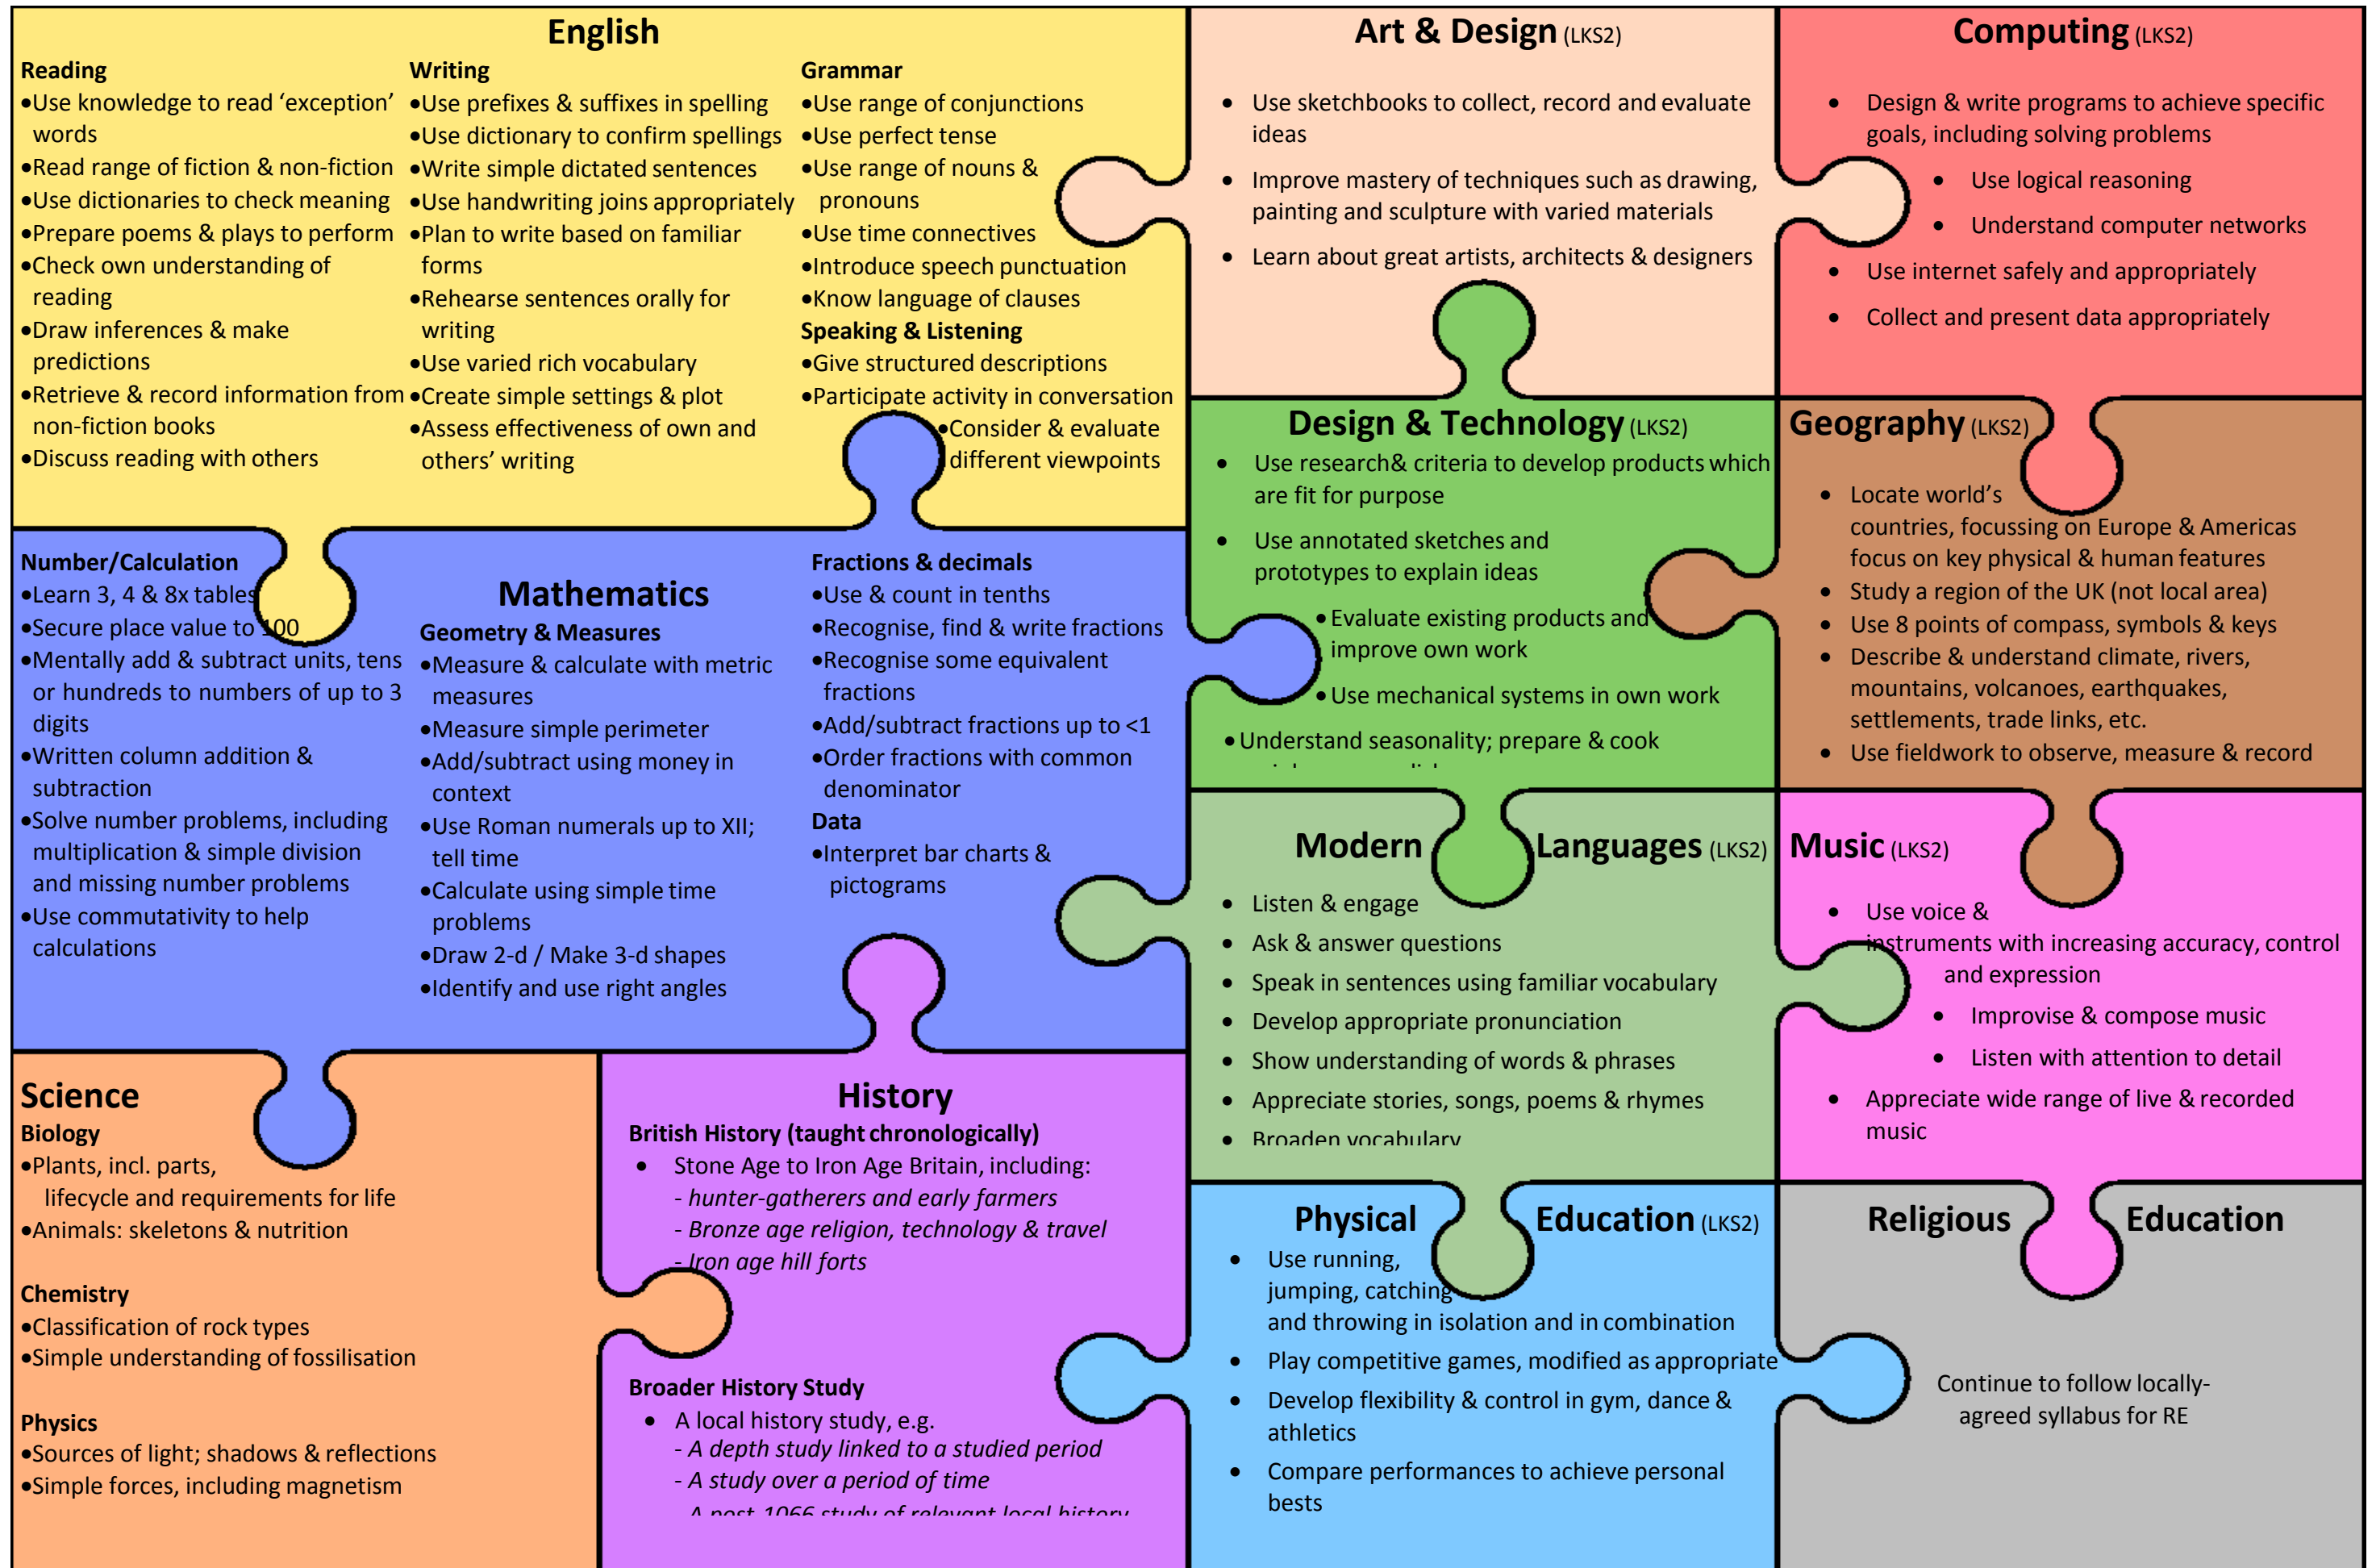 English
Reading
•Use knowledge to read ‘exception’
words
•Read range of fiction & non-fiction
•Use dictionaries to check meaning
•Prepare poems & plays to perform
•Check own understanding of
reading
•Draw inferences & make
predictions
•Retrieve & record information from
non-fiction books
•Discuss reading with others
Writing
•Use prefixes & suffixes in spelling
•Use dictionary to confirm spellings
•Write simple dictated sentences
•Use handwriting joins appropriately
•Plan to write based on familiar
forms
•Rehearse sentences orally for
writing
•Use varied rich vocabulary
•Create simple settings & plot
•Assess effectiveness of own and
others’ writing
Grammar
•Use range of conjunctions
•Use perfect tense
•Use range of nouns &
pronouns
•Use time connectives
•Introduce speech punctuation
•Know language of clauses
Speaking & Listening
•Give structured descriptions
•Participate activity in conversation
•Consider & evaluate
different viewpoints
Art & Design (LKS2)
• Use sketchbooks to collect, record and evaluate
ideas
• Improve mastery of techniques such as drawing,
painting and sculpture with varied materials
• Learn about great artists, architects & designers
Computing (LKS2)
• Design & write programs to achieve specific
goals, including solving problems
• Use logical reasoning
• Understand computer networks
• Use internet safely and appropriately
• Collect and present data appropriately
Number/Calculation
•Learn 3, 4 & 8x tables
•Secure place value to 100
•Mentally add & subtract units, tens
or hundreds to numbers of up to 3
digits
•Written column addition &
subtraction
•Solve number problems, including
multiplication & simple division
and missing number problems
•Use commutativity to help
calculations
Mathematics
Geometry & Measures
•Measure & calculate with metric
measures
•Measure simple perimeter
•Add/subtract using money in
context
•Use Roman numerals up to XII;
tell time
•Calculate using simple time
problems
•Draw 2-d / Make 3-d shapes
•Identify and use right angles
Fractions & decimals
•Use & count in tenths
•Recognise, find & write fractions
•Recognise some equivalent
fractions
•Add/subtract fractions up to <1
•Order fractions with common
denominator
Data
•Interpret bar charts &
pictograms
Design & Technology (LKS2)
• Use research& criteria to develop products which
are fit for purpose
• Use annotated sketches and
prototypes to explain ideas
• Evaluate existing products and
improve own work
• Use mechanical systems in own work
• Understand seasonality; prepare & cook
Geography (LKS2)
• Locate world’s
countries, focussing on Europe & Americas
focus on key physical & human features
• Study a region of the UK (not local area)
• Use 8 points of compass, symbols & keys
• Describe & understand climate, rivers,
mountains, volcanoes, earthquakes,
settlements, trade links, etc.
• Use fieldwork to observe, measure & record
Modern Languages (LKS2)
• Listen & engage
• Ask & answer questions
• Speak in sentences using familiar vocabulary
• Develop appropriate pronunciation
• Show understanding of words & phrases
• Appreciate stories, songs, poems & rhymes
• Broaden vocabulary
Music (LKS2)
• Use voice &
instruments with increasing accuracy, control
and expression
• Improvise & compose music
• Listen with attention to detail
• Appreciate wide range of live & recorded
music
Science
Biology
•Plants, incl. parts,
lifecycle and requirements for life
•Animals: skeletons & nutrition
Chemistry
•Classification of rock types
•Simple understanding of fossilisation
Physics
•Sources of light; shadows & reflections
•Simple forces, including magnetism
History
British History (taught chronologically)
• Stone Age to Iron Age Britain, including:
- hunter-gatherers and early farmers
- Bronze age religion, technology & travel
- Iron age hill forts
Broader History Study
• A local history study, e.g.
- A depth study linked to a studied period
- A study over a period of time
A post-1066 study of relevant local history
Physical Education (LKS2)
• Use running,
jumping, catching
and throwing in isolation and in combination
• Play competitive games, modified as appropriate
• Develop flexibility & control in gym, dance &
athletics
• Compare performances to achieve personal
bests
Religious Education
Continue to follow locally-
agreed syllabus for RE